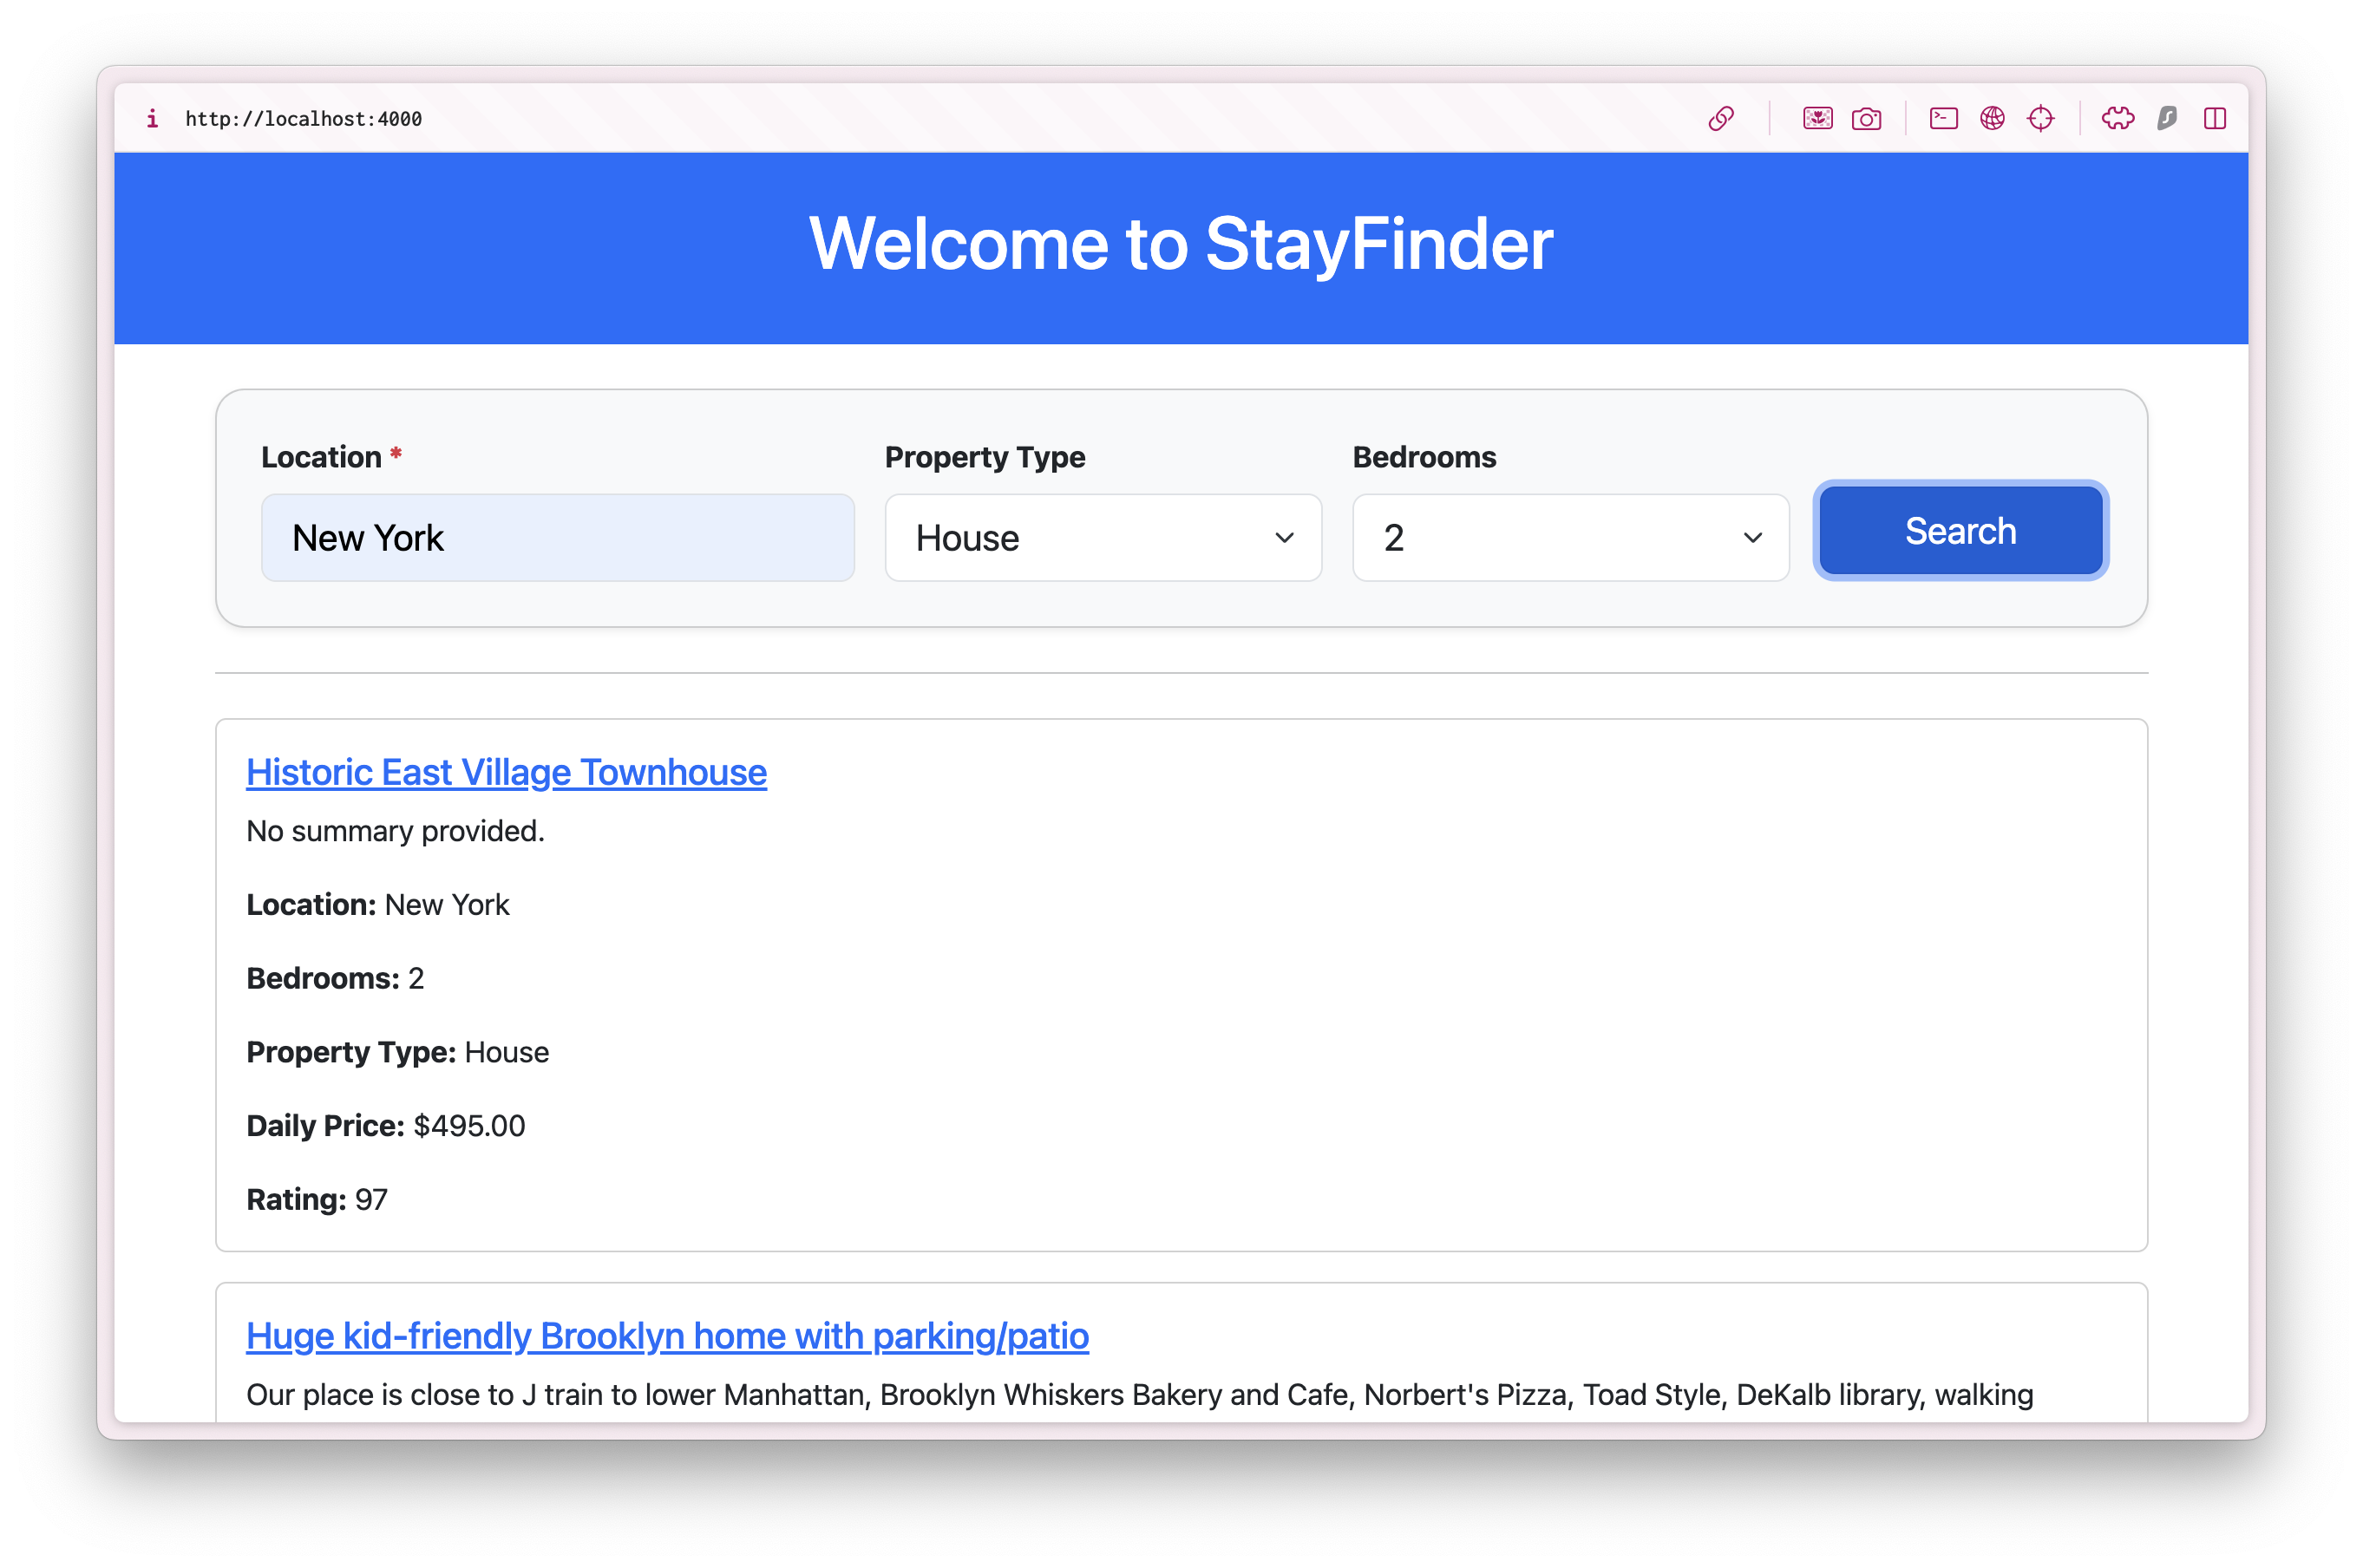 http://localhost:4000
Welcome to StayFinder
Location *
Property Type
Bedrooms
New York
House
2
Search
Historic East Village Townhouse
No summary provided.
Location: New York
Bedrooms: 2
Property Type: House
Daily Price: $495.00
Rating: 97
Huge kid-friendly Brooklyn home with parking/patio
Our place is close to J train to lower Manhattan, Brooklyn Whiskers Bakery and Cafe, Norbert's Pizza, Toad Style, DeKalb library, walking